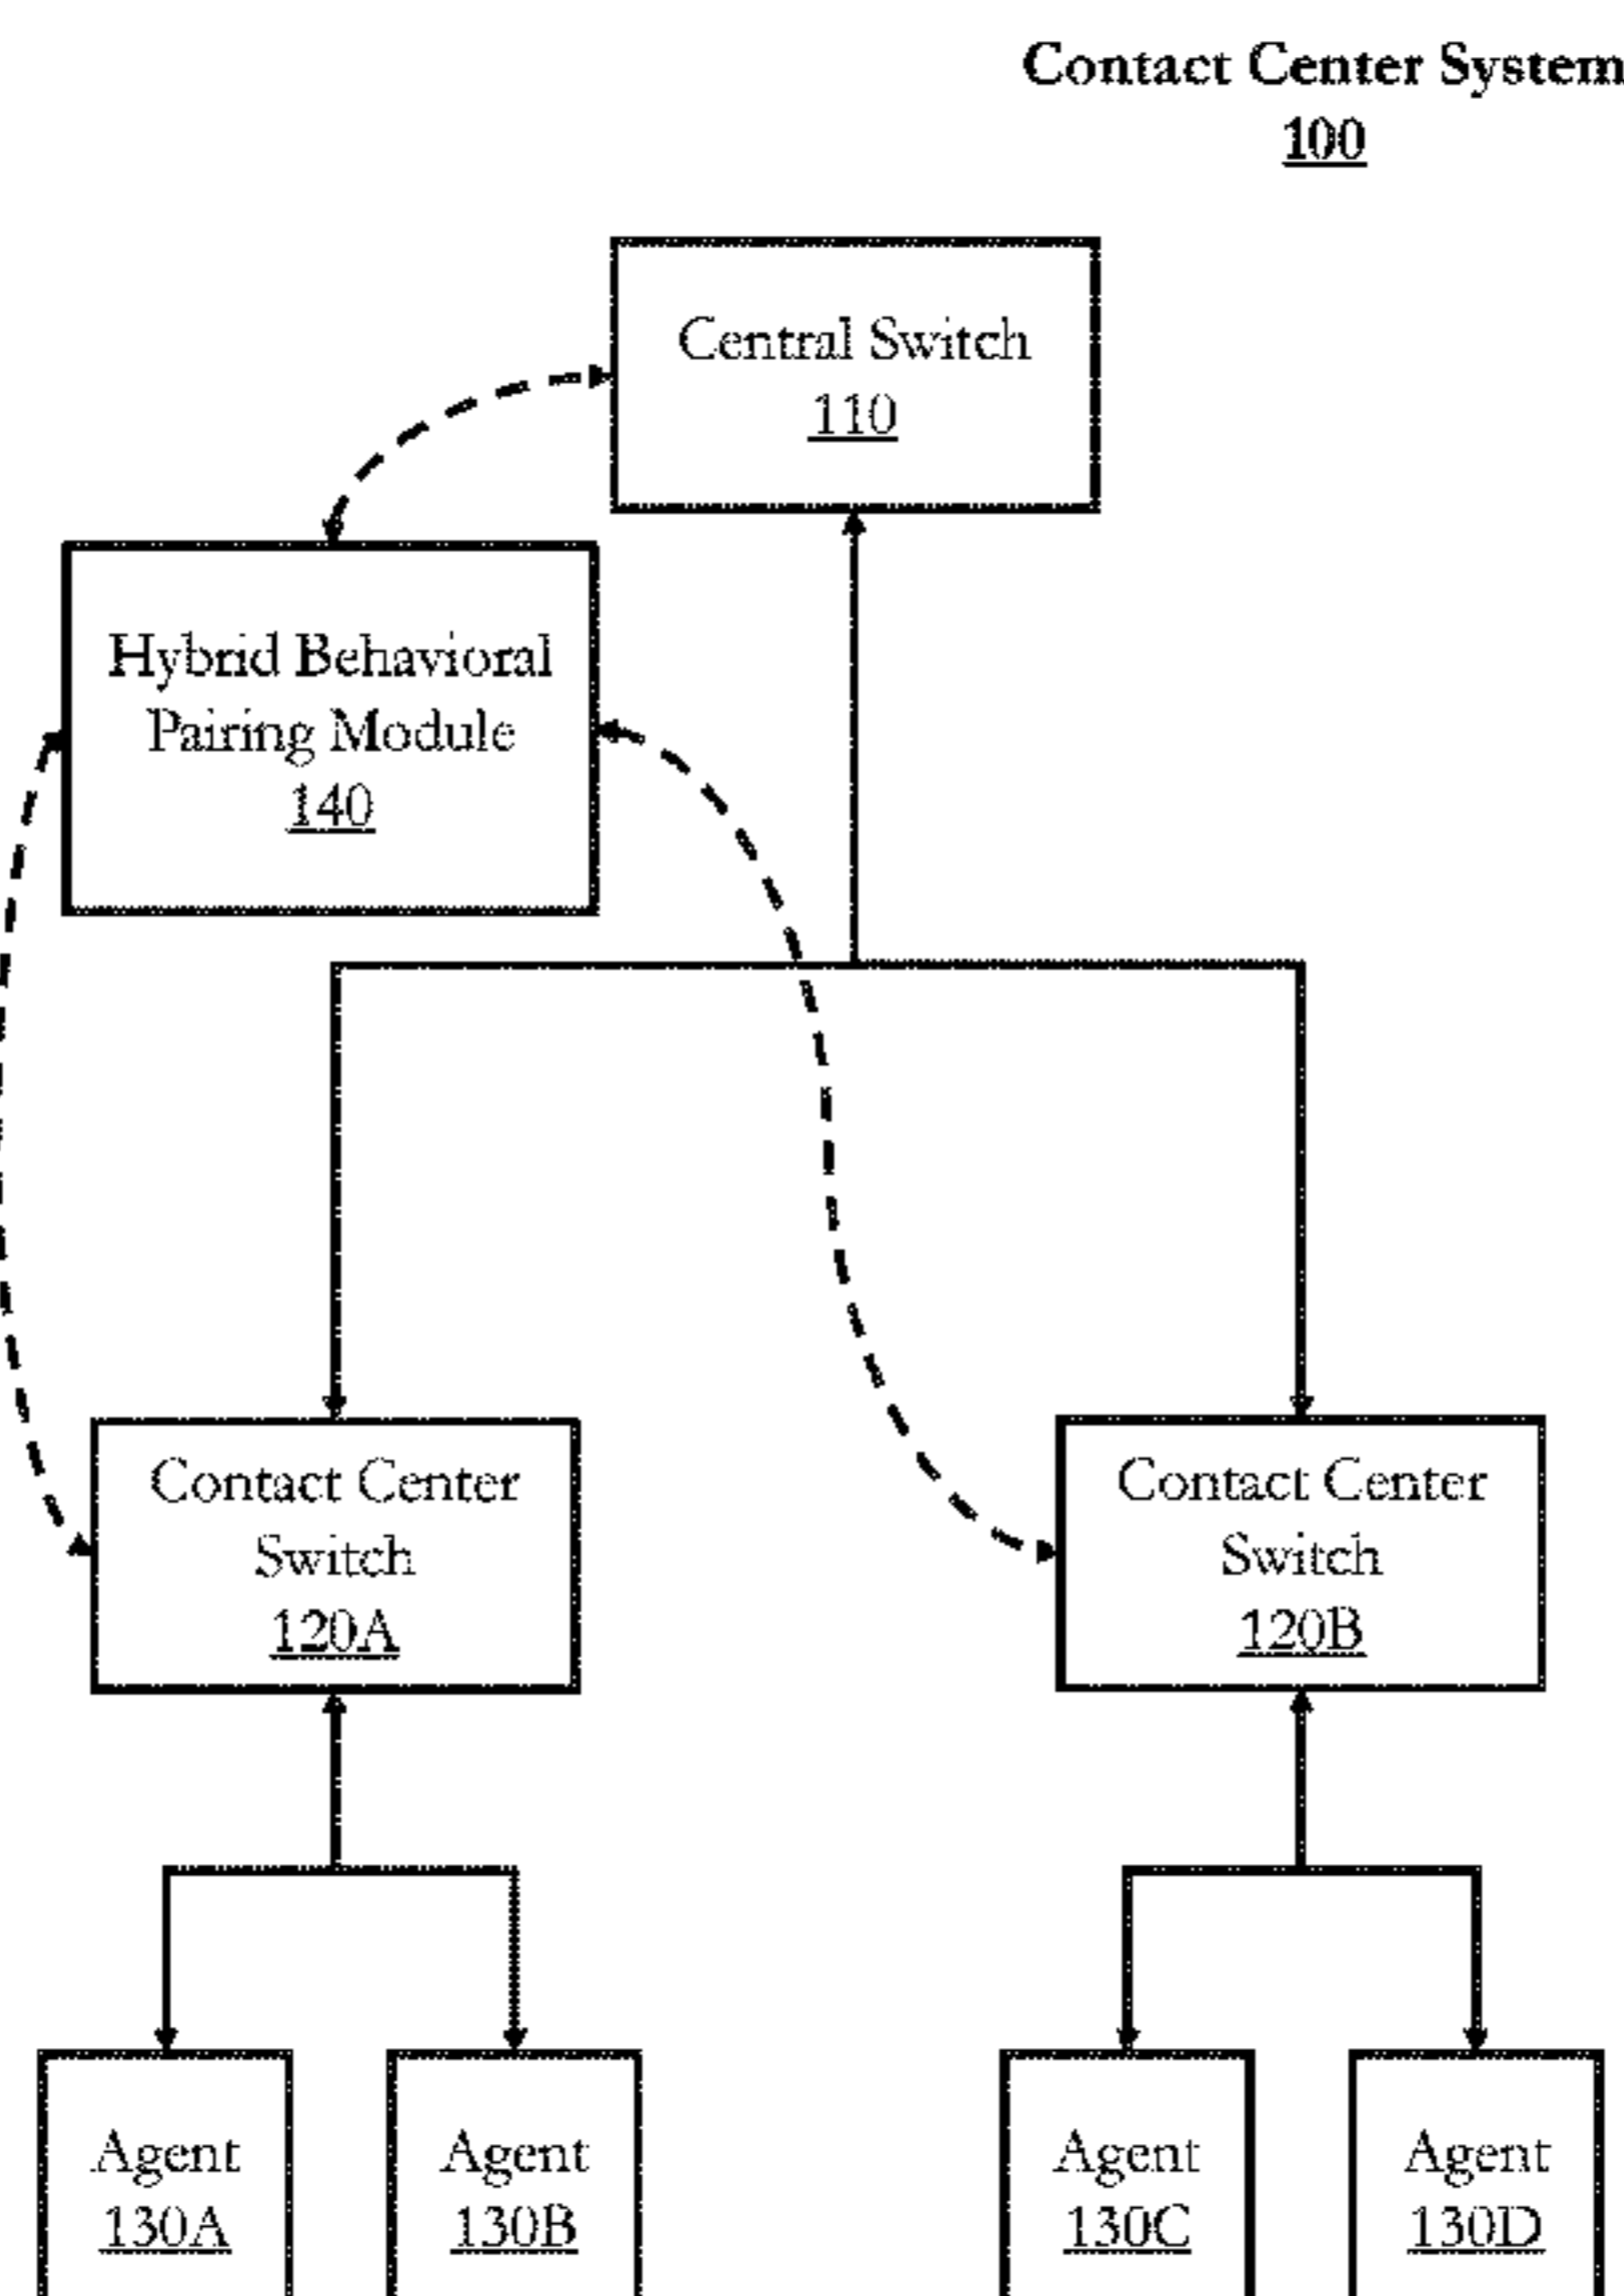 Contact Center System
100
Central Switch
110
Hybrid Behavioral
Pairing Module
140
Contact Center
Switch
120A
Contact Center
Switch
120B
Agent
130A
Agent
130B
Agent
130C
Agent
130D